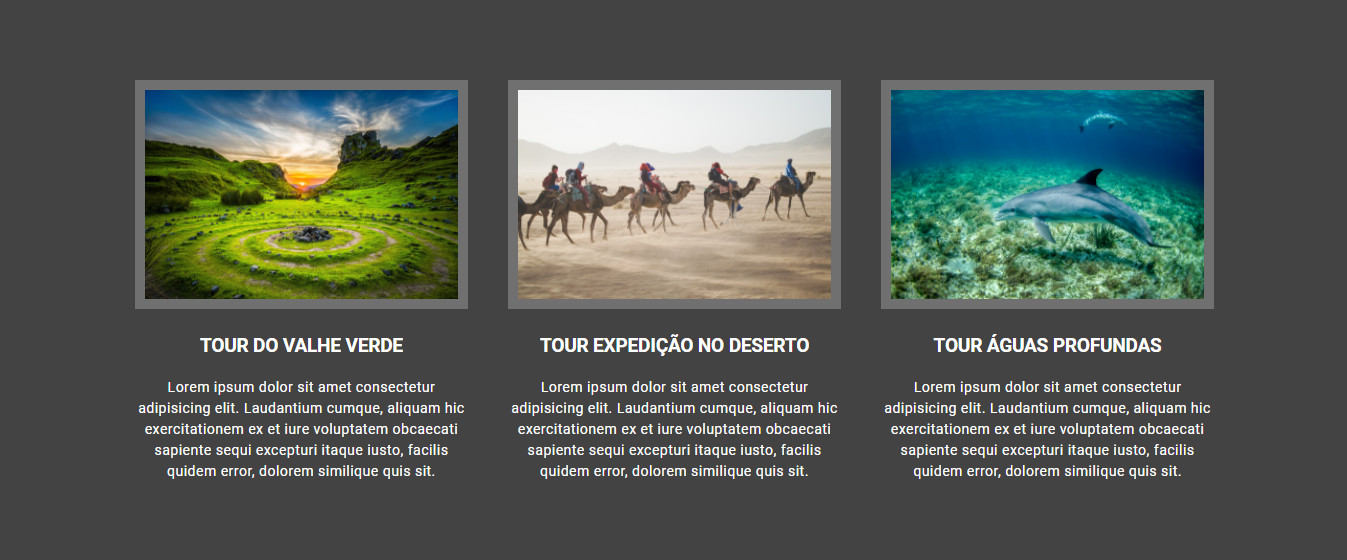 TOUR DO VALHE VERDE
Lorem ipsum dolor sit amet consectetur
adipisicing elit. Laudantium cumque, aliquam hic
exercitationem ex et iure voluptatem obcaecati
sapiente sequi excepturi itaque iusto, facilis
quidem error, dolorem similique quis sit.
TOUR EXPEDIÇÃO NO DESERTO
Lorem ipsum dolor sit amet consectetur
adipisicing elit. Laudantium cumque, aliquam hic
exercitationem ex et iure voluptatem obcaecati
sapiente sequi excepturi itaque iusto, facilis
quidem error, dolorem similique quis sit.
TOUR ÁGUAS PROFUNDAS
Lorem ipsum dolor sit amet consectetur
adipisicing elit. Laudantium cumque, aliquam hic
exercitationem ex et iure voluptatem obcaecati
sapiente sequi excepturi itaque iusto, facilis
quidem error, dolorem similique quis sit.